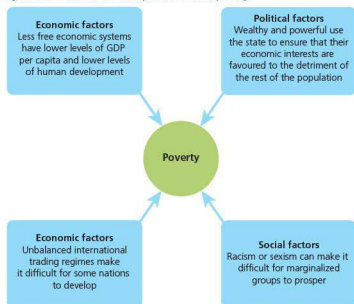 Economic factors
Less free economic systems
have lower levels of GDP
per capita and lower levels
of human development
Political factors
Wealthy and powerful use
the state to ensure that their
economic interests are
favoured to the detriment of
the rest of the population
Poverty
Economic factors
Unbalanced international
trading regimes make
it difficult for some nations
to develop
Social factors
Racism or sexism can make it
difficult for marginalized
groups to prosper